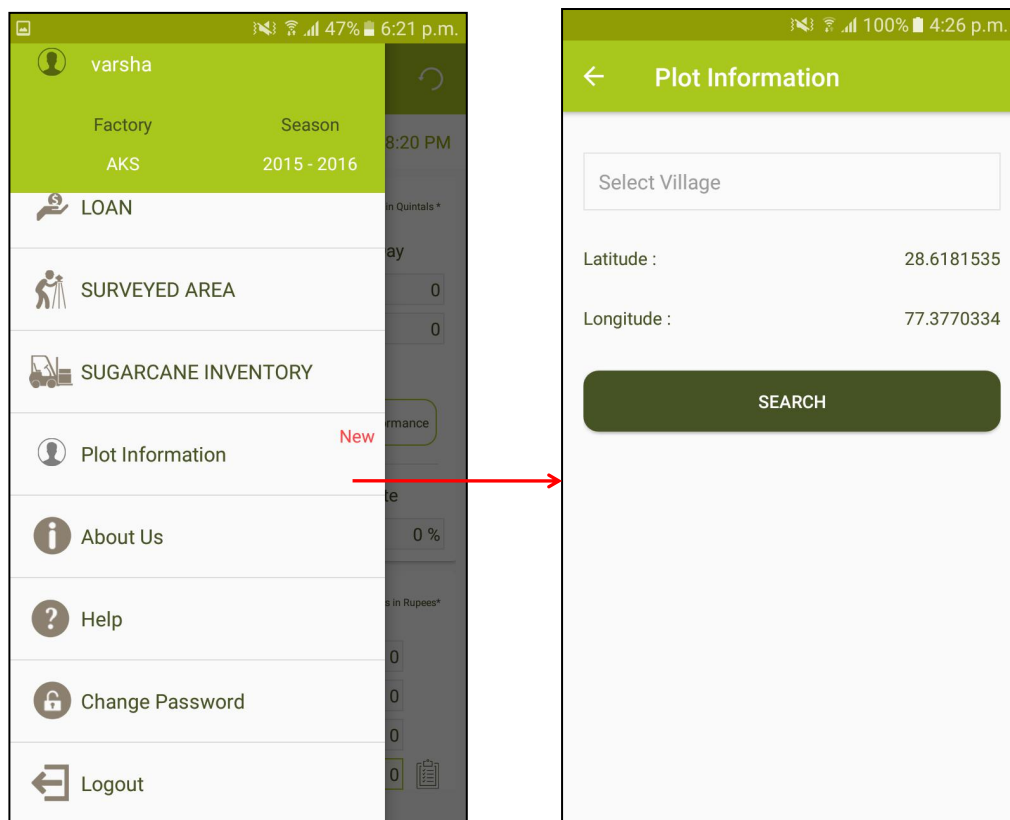 47% 6:21 p.m.
varsha
Factory Season
AKS 2015 - 2016
8:20 PM
LOAN
in Quintals *
ay
SURVEYED AREA
0
0
SUGARCANE INVENTORY
rmance
New
Plot Information
te
About Us
0 %
s in Rupees*
Help
0
Change Password
0
0
0
Logout
100% 4:26 p.m.
Plot Information
Select Village
Latitude : 28.6181535
Longitude : 77.3770334
SEARCH